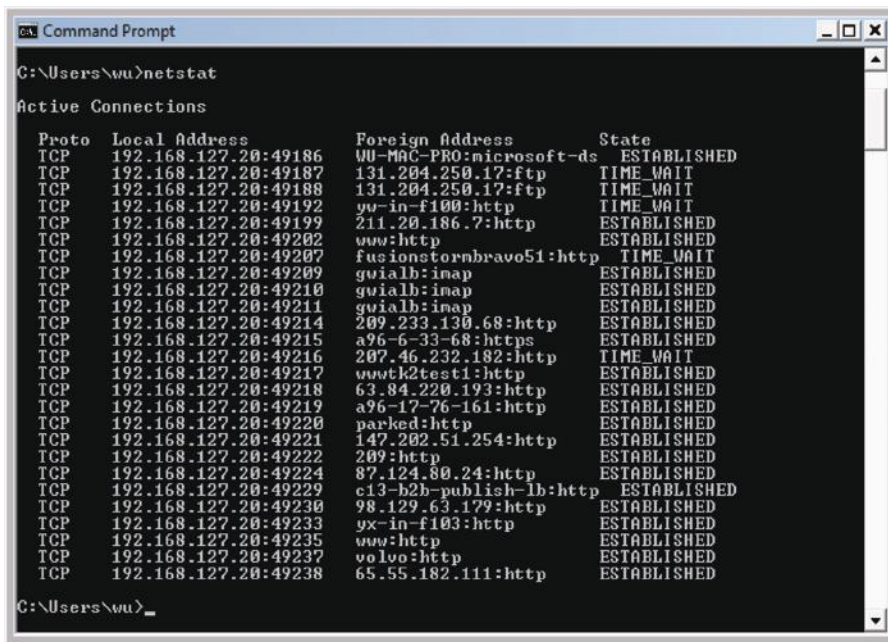 Command Prompt
C:\Users\wu>netstat
Active Connections
Proto Local Address Foreign Address State
TCP 192.168.127.20:49186 WU-MAC-PRO:microsoft-ds ESTABLISHED
TCP 192.168.127.20:49187 131.204.250.17:ftp TIME_WAIT
TCP 192.168.127.20:49188 131.204.250.17:ftp TIME_WAIT
TCP 192.168.127.20:49192 yw-in-f100:http TIME_WAIT
TCP 192.168.127.20:49199 211.20.186.7:http ESTABLISHED
TCP 192.168.127.20:49202 www:http ESTABLISHED
TCP 192.168.127.20:49207 fusionstormbravo51:http TIME_WAIT
TCP 192.168.127.20:49209 gwialb:imap ESTABLISHED
TCP 192.168.127.20:49210 gwialb:imap ESTABLISHED
TCP 192.168.127.20:49211 gwialb:imap ESTABLISHED
TCP 192.168.127.20:49214 209.233.130.68:http ESTABLISHED
TCP 192.168.127.20:49215 a96-6-33-68:https ESTABLISHED
TCP 192.168.127.20:49216 207.46.232.182:http TIME_WAIT
TCP 192.168.127.20:49217 wwwtk2test1:http ESTABLISHED
TCP 192.168.127.20:49218 63.84.220.193:http ESTABLISHED
TCP 192.168.127.20:49219 a96-17-76-161:http ESTABLISHED
TCP 192.168.127.20:49220 parked:http ESTABLISHED
TCP 192.168.127.20:49221 147.202.51.254:http ESTABLISHED
TCP 192.168.127.20:49222 209:http ESTABLISHED
TCP 192.168.127.20:49224 87.124.80.24:http ESTABLISHED
TCP 192.168.127.20:49229 c13-b2b-publish-lb:http ESTABLISHED
TCP 192.168.127.20:49230 98.129.63.179:http ESTABLISHED
TCP 192.168.127.20:49233 yx-in-f103:http ESTABLISHED
TCP 192.168.127.20:49235 www:http ESTABLISHED
TCP 192.168.127.20:49237 volvo:http ESTABLISHED
TCP 192.168.127.20:49238 65.55.182.111:http ESTABLISHED
C:\Users\wu>_